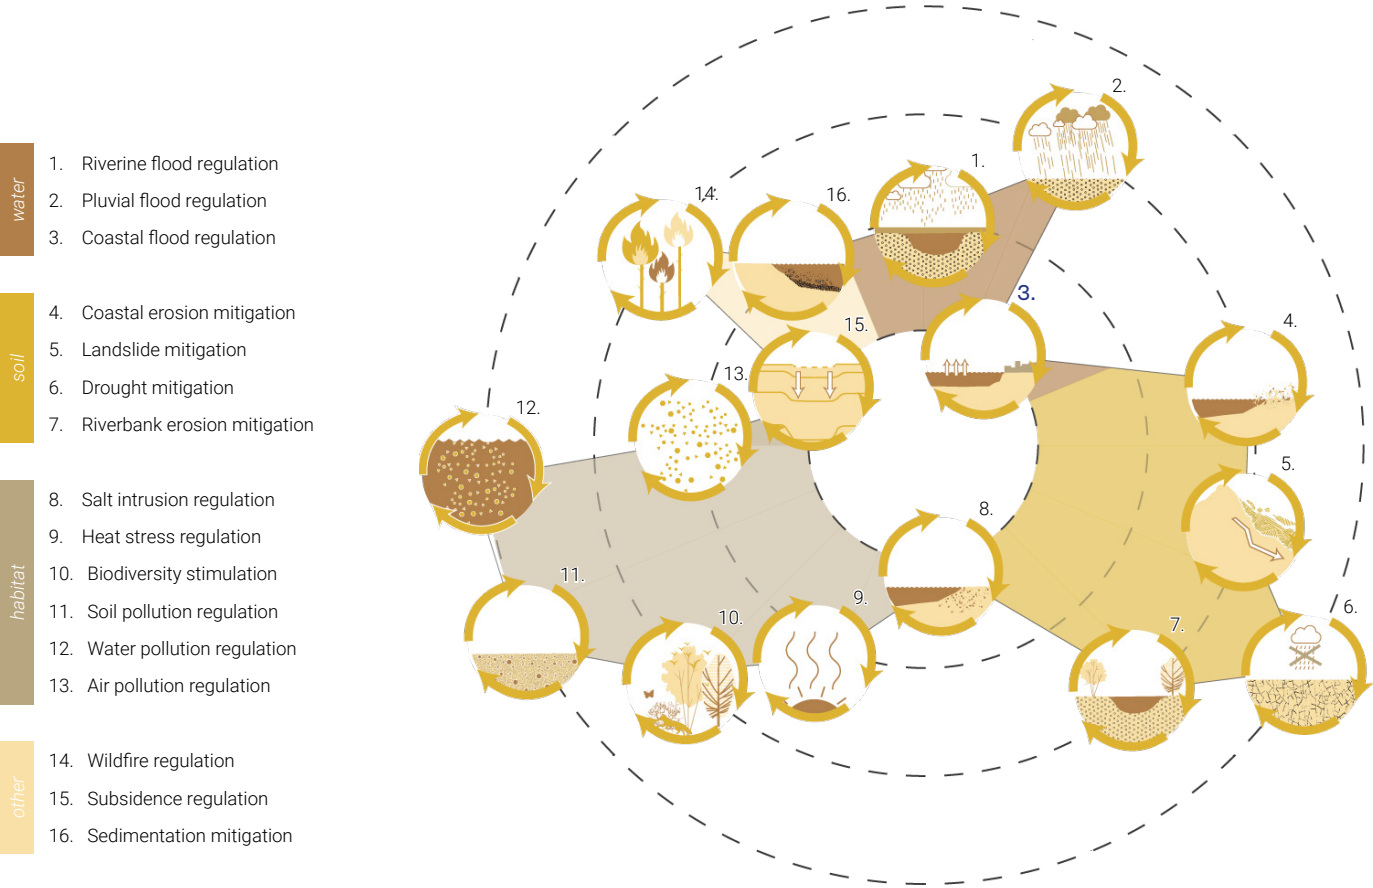 water
1. Riverine flood regulation
2. Pluvial flood regulation
3. Coastal flood regulation
soil
4. Coastal erosion mitigation
5. Landslide mitigation
6. Drought mitigation
7. Riverbank erosion mitigation
habitat
8. Salt intrusion regulation
9. Heat stress regulation
10. Biodiversity stimulation
11. Soil pollution regulation
12. Water pollution regulation
13. Air pollution regulation
other
14. Wildfire regulation
15. Subsidence regulation
16. Sedimentation mitigation
2.
1.
14.
16.
3.
15.
4.
13.
12.
5.
8.
11.
9.
10.
6.
7.